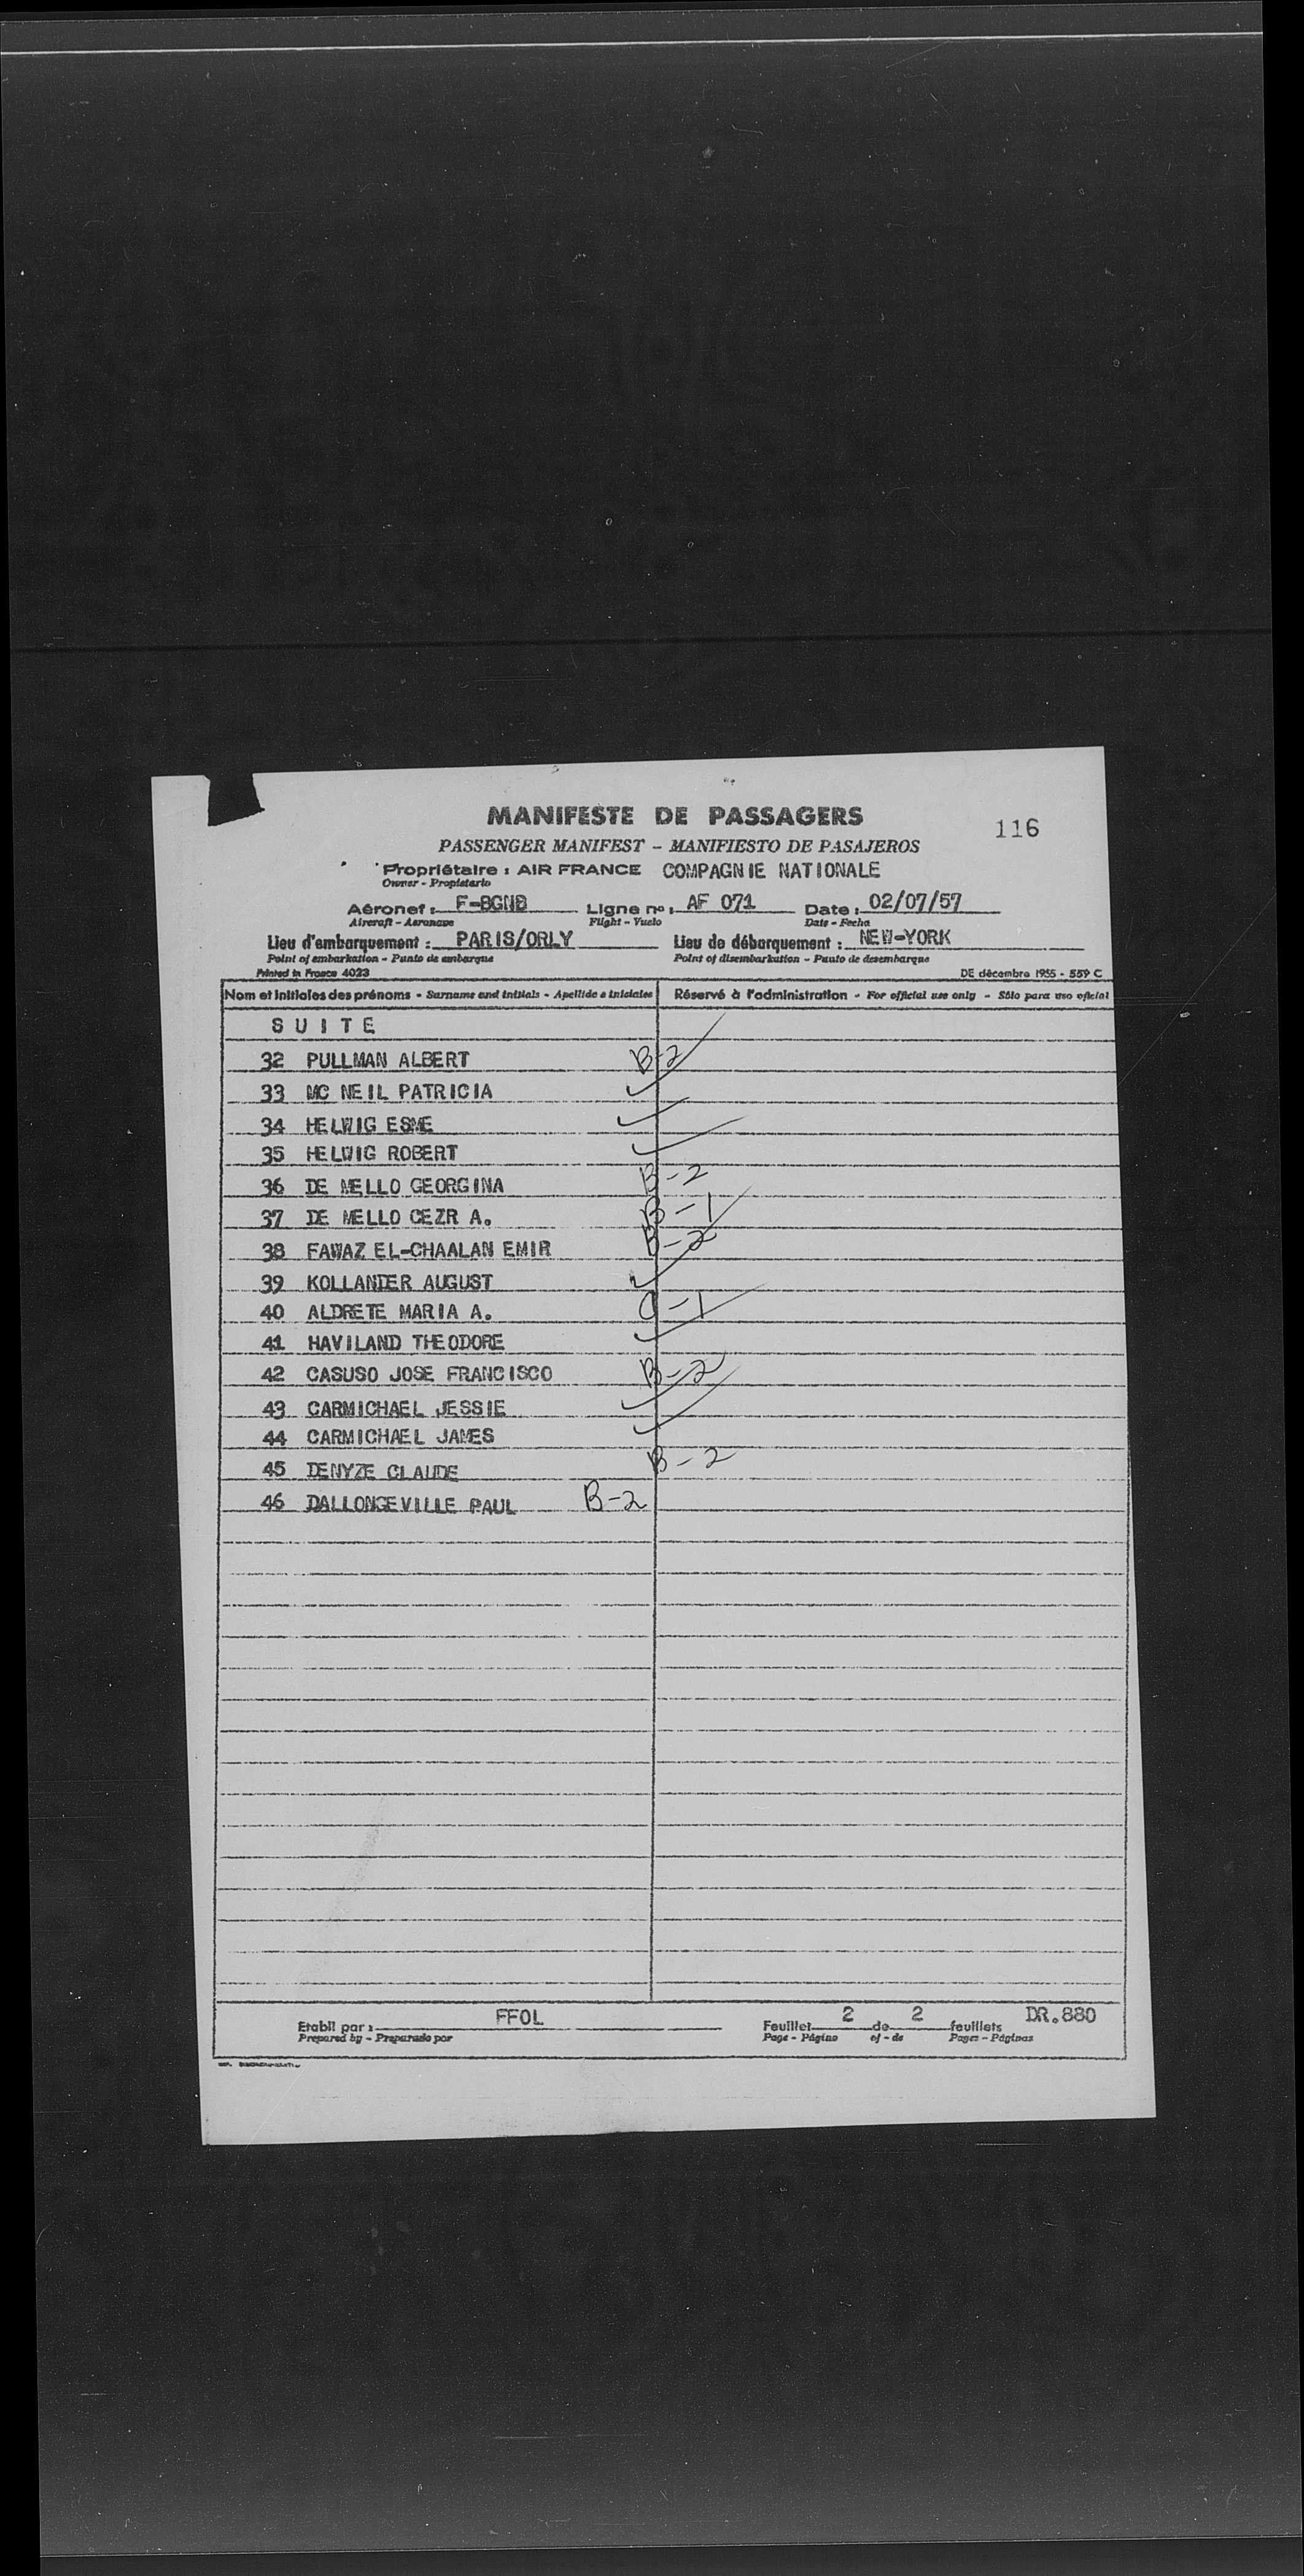 MANIFESTE DE PASSAGERS
116
PASSENGER MANIFEST - MANIFIESTO DE PASAJEROS
Propriétaire : AIR FRANCE COMPAGNIE NATIONALE
Owner - Propietario
Aéronef : F-BGNB Ligne nº : AF 071 Date : 02/07/57
Aircraft - Aeronave Flight - Vuelo Date - Fecha
Lieu d'embarquement : PARIS/ORLY Lieu de débarquement : NEW-YORK
Point of embarkation - Punto de embarque Point of disembarkation - Punto de desembarque
Printed in France 4023 DE décembre 1955 - 559 C
Nom et initiales des prénoms - Surname and initials - Apellido e iniciales Réservé à l'administration - For official use only - Sólo para uso oficial
SUITE
32 PULLMAN ALBERT B-2
33 MC NEIL PATRICIA ✓
34 HELWIG ESME ✓
35 HELWIG ROBERT ✓
36 DE MELLO GEORGINA B-2
37 DE MELLO CEZR A. B-1
38 FAWAZ EL-CHAALAN EMIR B-2
39 KOLLANDER AUGUST ✓
40 ALDRETE MARIA A. C-1
41 HAVILAND THEODORE ✓
42 CASUSO JOSE FRANCISCO B-2
43 CARMICHAEL JESSIE ✓
44 CARMICHAEL JAMES ✓
45 DENYZE CLAUDE B-2
46 DALLONGEVILLE PAUL B-2
Etabli par : FFOL Feuillet 2 de 2 feuillets DR.880
Prepared by - Preparado por Page - Página of - de Pages - Páginas